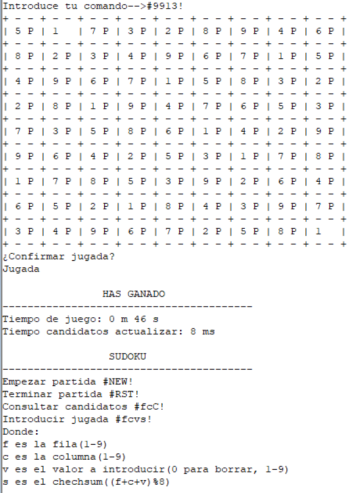 Introduce tu comando-->#9913!
+ - - + - - + - - + - - + - - + - - + - - + - - + - - +
| 5 P | 1   | 7 P | 3 P | 2 P | 8 P | 9 P | 4 P | 6 P |
+ - - + - - + - - + - - + - - + - - + - - + - - + - - +
| 8 P | 2 P | 3 P | 4 P | 9 P | 6 P | 7 P | 1 P | 5 P |
+ - - + - - + - - + - - + - - + - - + - - + - - + - - +
| 4 P | 9 P | 6 P | 7 P | 1 P | 5 P | 8 P | 3 P | 2 P |
+ - - + - - + - - + - - + - - + - - + - - + - - + - - +
| 2 P | 8 P | 1 P | 9 P | 4 P | 7 P | 6 P | 5 P | 3 P |
+ - - + - - + - - + - - + - - + - - + - - + - - + - - +
| 7 P | 3 P | 5 P | 8 P | 6 P | 1 P | 4 P | 2 P | 9 P |
+ - - + - - + - - + - - + - - + - - + - - + - - + - - +
| 9 P | 6 P | 4 P | 2 P | 5 P | 3 P | 1 P | 7 P | 8 P |
+ - - + - - + - - + - - + - - + - - + - - + - - + - - +
| 1 P | 7 P | 8 P | 5 P | 3 P | 9 P | 2 P | 6 P | 4 P |
+ - - + - - + - - + - - + - - + - - + - - + - - + - - +
| 6 P | 5 P | 2 P | 1 P | 8 P | 4 P | 3 P | 9 P | 7 P |
+ - - + - - + - - + - - + - - + - - + - - + - - + - - +
| 3 P | 4 P | 9 P | 6 P | 7 P | 2 P | 5 P | 8 P | 1   |
+ - - + - - + - - + - - + - - + - - + - - + - - + - - +
¿Confirmar jugada?
Jugada
HAS GANADO
----------------------------------------
Tiempo de juego: 0 m 46 s
Tiempo candidatos actualizar: 8 ms
SUDOKU
----------------------------------------
Empezar partida #NEW!
Terminar partida #RST!
Consultar candidatos #fcC!
Introducir jugada #fcvs!
Donde:
f es la fila(1-9)
c es la columna(1-9)
v es el valor a introducir(0 para borrar, 1-9)
s es el chechsum((f+c+v)%8)